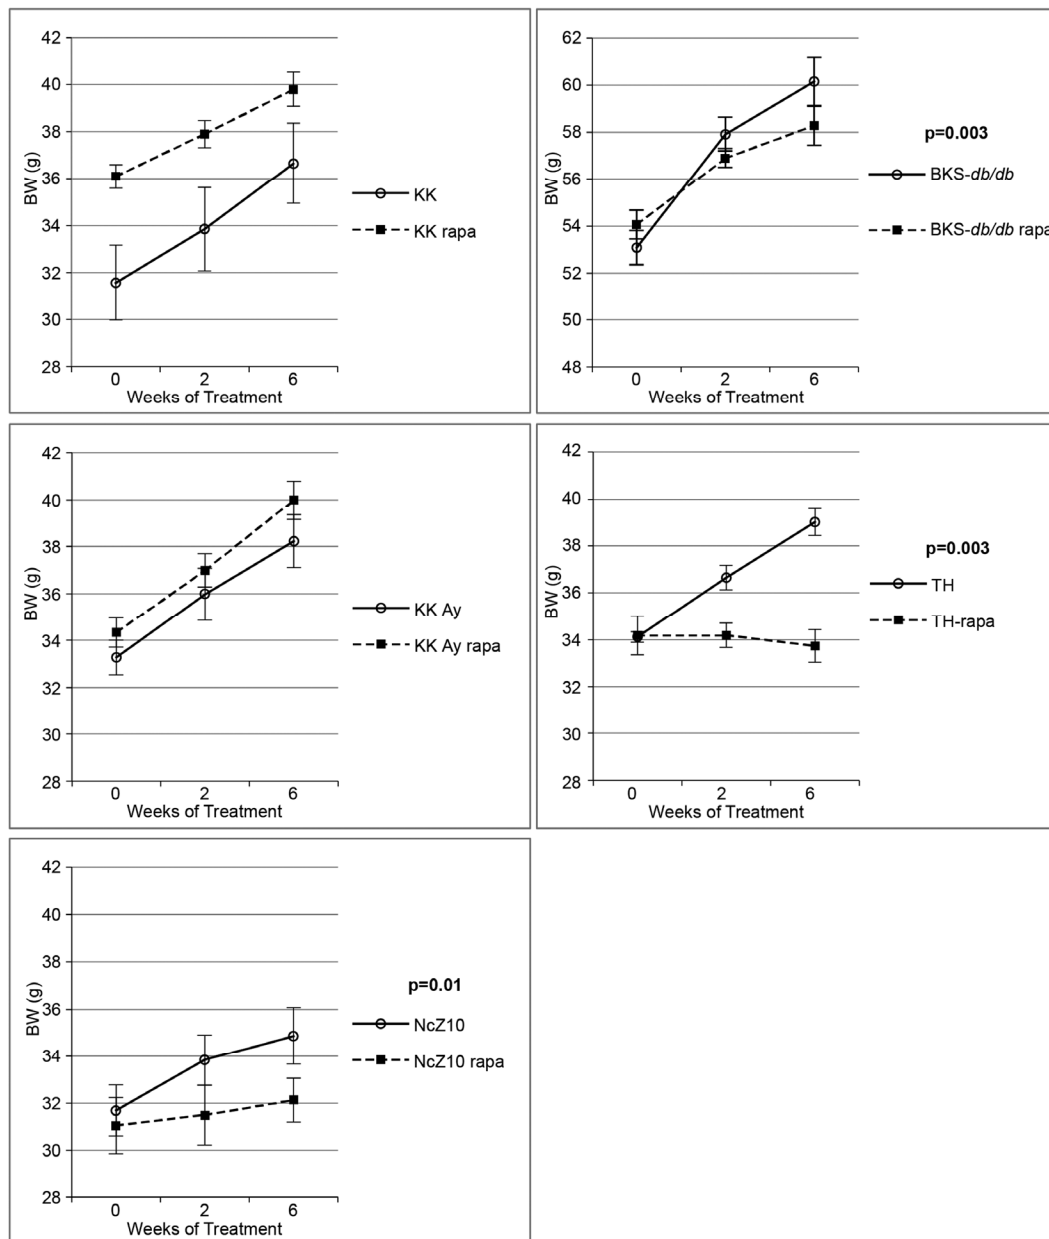 42
40
38
36
34
32
30
28
BW (g)
0 2 6
Weeks of Treatment
KK
KK rapa
62
60
58
56
54
52
50
48
BW (g)
0 2 6
Weeks of Treatment
p=0.003
BKS-db/db
BKS-db/db rapa
42
40
38
36
34
32
30
28
BW (g)
0 2 6
Weeks of Treatment
KK Ay
KK Ay rapa
42
40
38
36
34
32
30
28
BW (g)
0 2 6
Weeks of Treatment
p=0.003
TH
TH-rapa
42
40
38
36
34
32
30
28
BW (g)
0 2 6
Weeks of Treatment
p=0.01
NcZ10
NcZ10 rapa